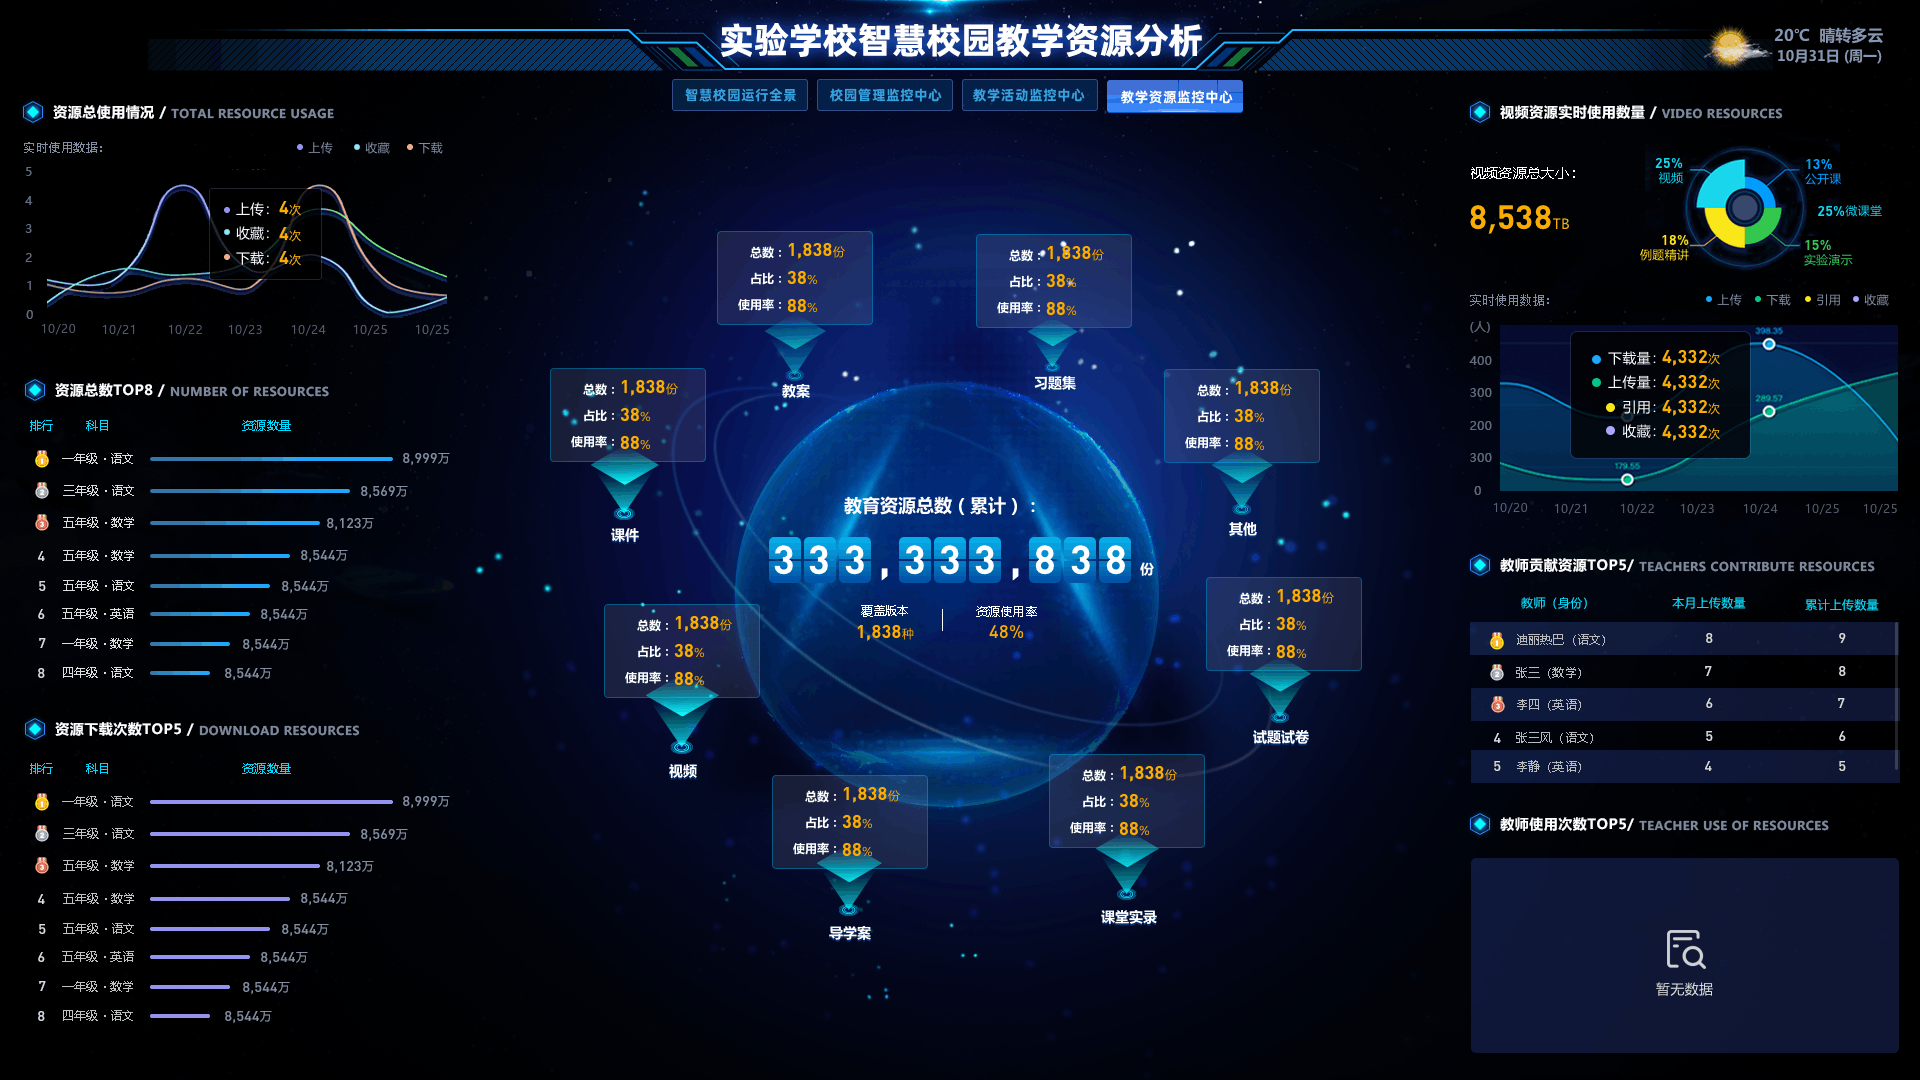 实验学校智慧校园教学资源分析
20℃ 晴转多云
10月31日 (周一)
智慧校园运行全景
校园管理监控中心
教学活动监控中心
教学资源监控中心
资源总使用情况 / TOTAL RESOURCE USAGE
实时使用数据:
上传 收藏 下载
5
4
3
2
1
0
上传: 4次
收藏: 4次
下载: 4次
10/20 10/21 10/22 10/23 10/24 10/25 10/25
资源总数TOP8 / NUMBER OF RESOURCES
排行 科目 资源数量
1 一年级·语文 8,999万
2 三年级·语文 8,569万
3 五年级·数学 8,123万
4 五年级·数学 8,544万
5 五年级·语文 8,544万
6 五年级·英语 8,544万
7 一年级·数学 8,544万
8 四年级·语文 8,544万
资源下载次数TOP5 / DOWNLOAD RESOURCES
排行 科目 资源数量
1 一年级·语文 8,999万
2 三年级·语文 8,569万
3 五年级·数学 8,123万
4 五年级·数学 8,544万
5 五年级·语文 8,544万
6 五年级·英语 8,544万
7 一年级·数学 8,544万
8 四年级·语文 8,544万
总数：1,838份
占比：38%
使用率：88%
教案
总数：1,838份
占比：38%
使用率：88%
习题集
总数：1,838份
占比：38%
使用率：88%
课件
总数：1,838份
占比：38%
使用率：88%
其他
教育资源总数（累计）：
333,333,838 份
覆盖版本
1,838种
资源使用率
48%
总数：1,838份
占比：38%
使用率：88%
视频
总数：1,838份
占比：38%
使用率：88%
试题试卷
总数：1,838份
占比：38%
使用率：88%
导学案
总数：1,838份
占比：38%
使用率：88%
课堂实录
视频资源实时使用数量 / VIDEO RESOURCES
视频资源总大小：
8,538TB
25%
视频
13%
公开课
25%微课堂
18%
例题精讲
15%
实验演示
实时使用数据:
上传 下载 引用 收藏
(人)
400
300
200
300
0
398.35
289.57
179.55
下载量: 4,332次
上传量: 4,332次
引用: 4,332次
收藏: 4,332次
10/20 10/21 10/22 10/23 10/24 10/25 10/25
教师贡献资源TOP5/ TEACHERS CONTRIBUTE RESOURCES
教师（身份） 本月上传数量 累计上传数量
1 迪丽热巴（语文） 8 9
2 张三（数学） 7 8
3 李四（英语） 6 7
4 张三风（语文） 5 6
5 李静（英语） 4 5
教师使用次数TOP5/ TEACHER USE OF RESOURCES
暂无数据